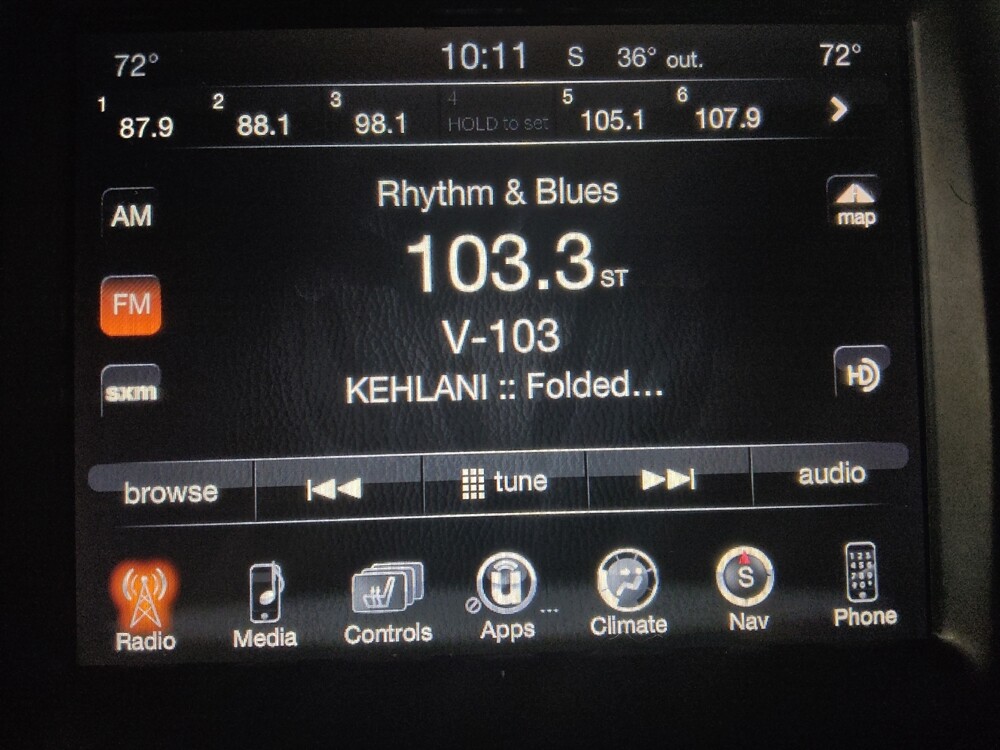 72° 10:11 S 36° out. 72°
1 87.9 2 88.1 3 98.1 4 HOLD to set 5 105.1 6 107.9
AM
FM
sxm
Rhythm & Blues
103.3 ST
V-103
KEHLANI :: Folded...
map
HD
browse tune audio
Radio Media Controls Apps ... Climate S Nav Phone